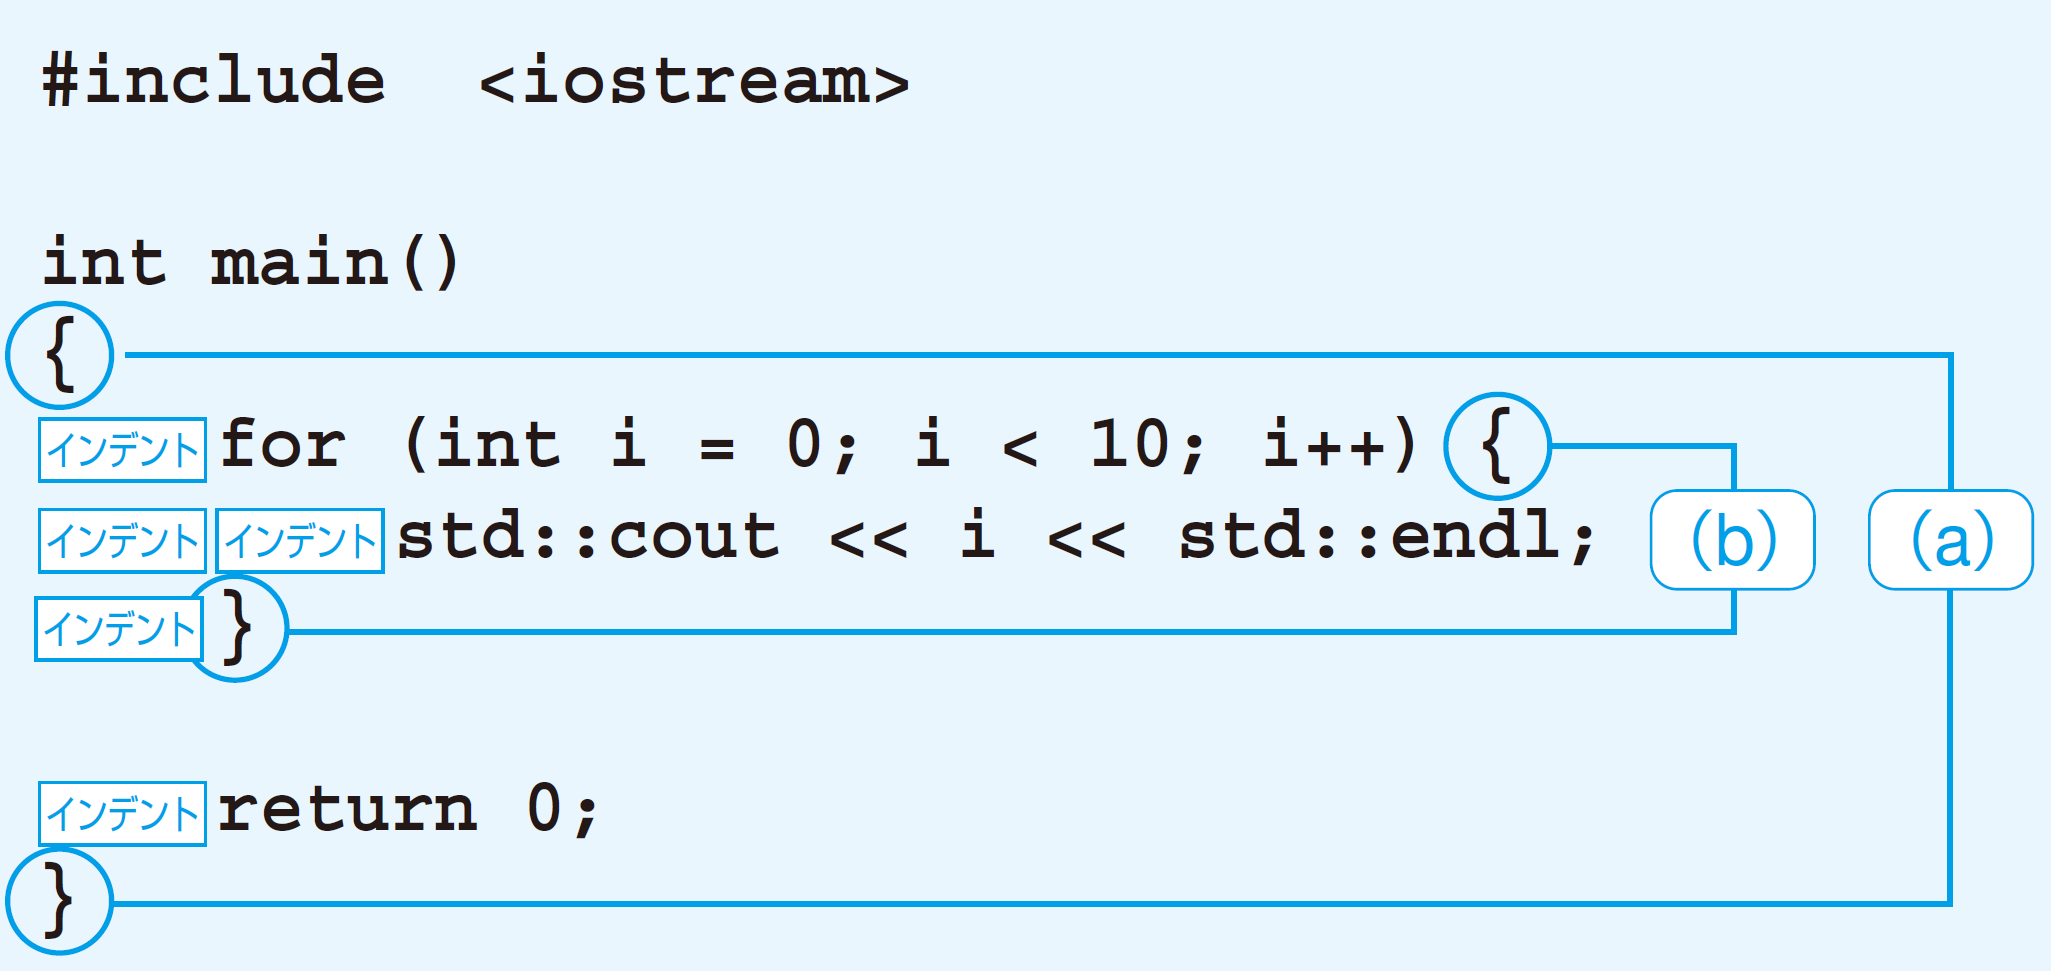 #include <iostream>
int main()
{
インデント for (int i = 0; i < 10; i++) {
インデント インデント std::cout << i << std::endl; (b) (a)
インデント }
インデント return 0;
}